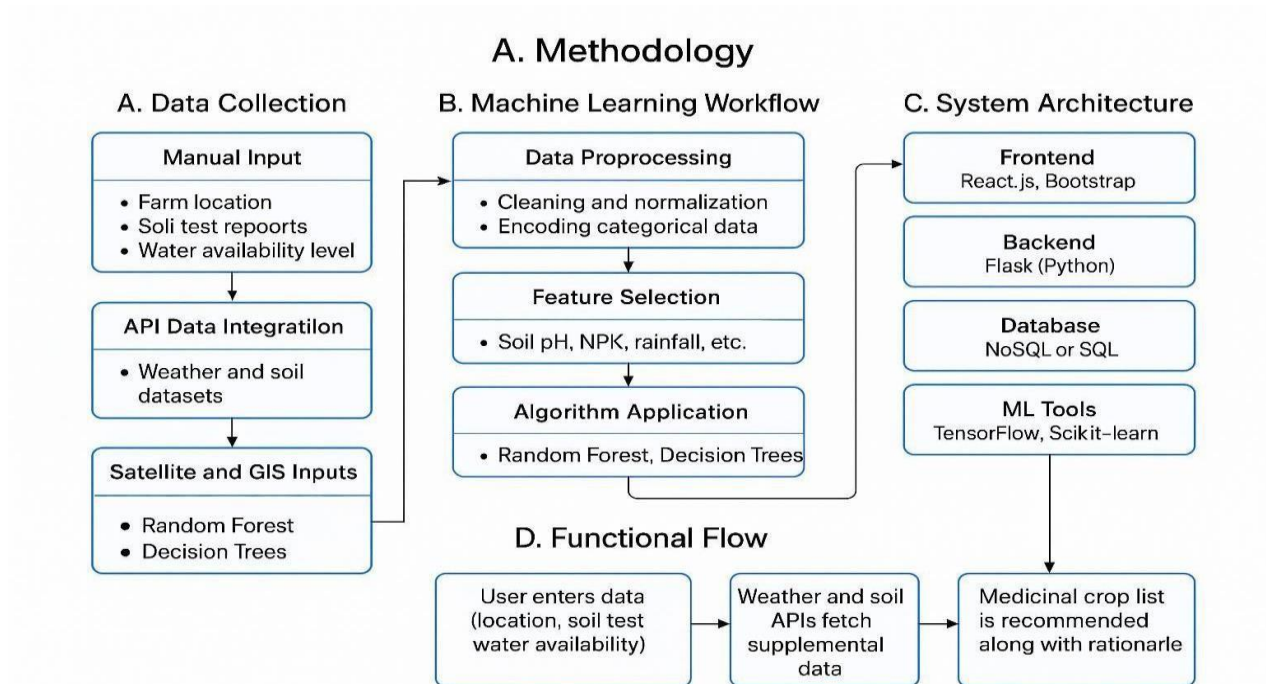 A. Methodology
A. Data Collection
Manual Input
• Farm location
• Soli test repoorts
• Water availability level
API Data Integratilon
• Weather and soil
datasets
Satellite and GIS Inputs
• Random Forest
• Decision Trees
B. Machine Learning Workflow
Data Proprocessing
• Cleaning and normalization
• Encoding categorical data
Feature Selection
• Soil pH, NPK, rainfall, etc.
Algorithm Application
• Random Forest, Decision Trees
C. System Architecture
Frontend
React.js, Bootstrap
Backend
Flask (Python)
Database
NoSQL or SQL
ML Tools
TensorFlow, Scikit-learn
D. Functional Flow
User enters data
(location, soil test
water availability)
Weather and soil
APIs fetch
supplemental
data
Medicinal crop list
is recommended
along with rationarle